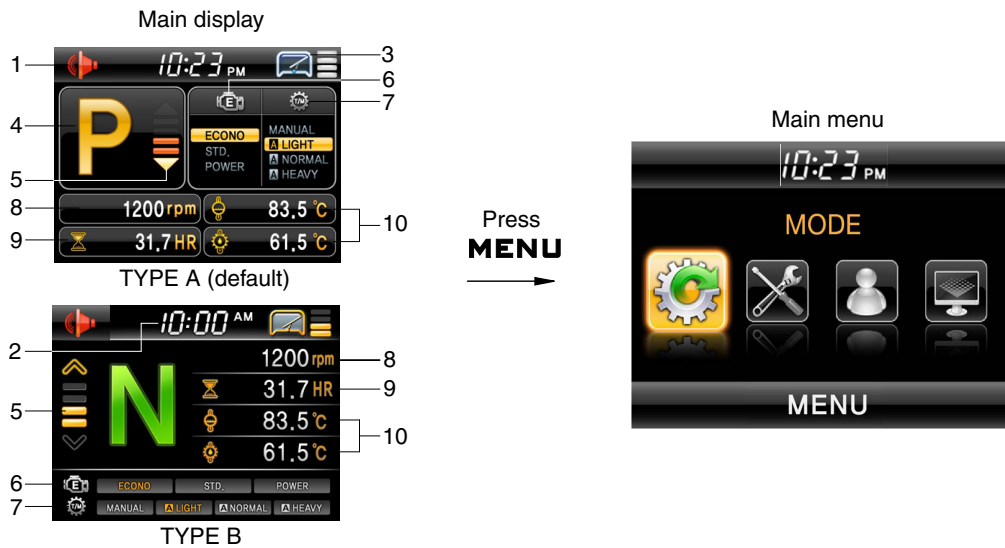 Main display
1
10:23 PM
3
6
7
4
P
E
T/M
ECONO
STD.
POWER
MANUAL
A LIGHT
A NORMAL
A HEAVY
5
8
1200 rpm
83.5 °C
9
31.7 HR
61.5 °C
10
TYPE A (default)
2
10:00 AM
5
N
1200 rpm
8
31.7 HR
9
83.5 °C
61.5 °C
10
6
E
ECONO STD. POWER
7
T/M
MANUAL A LIGHT A NORMAL A HEAVY
TYPE B
Press
MENU
Main menu
10:23 PM
MODE
MENU